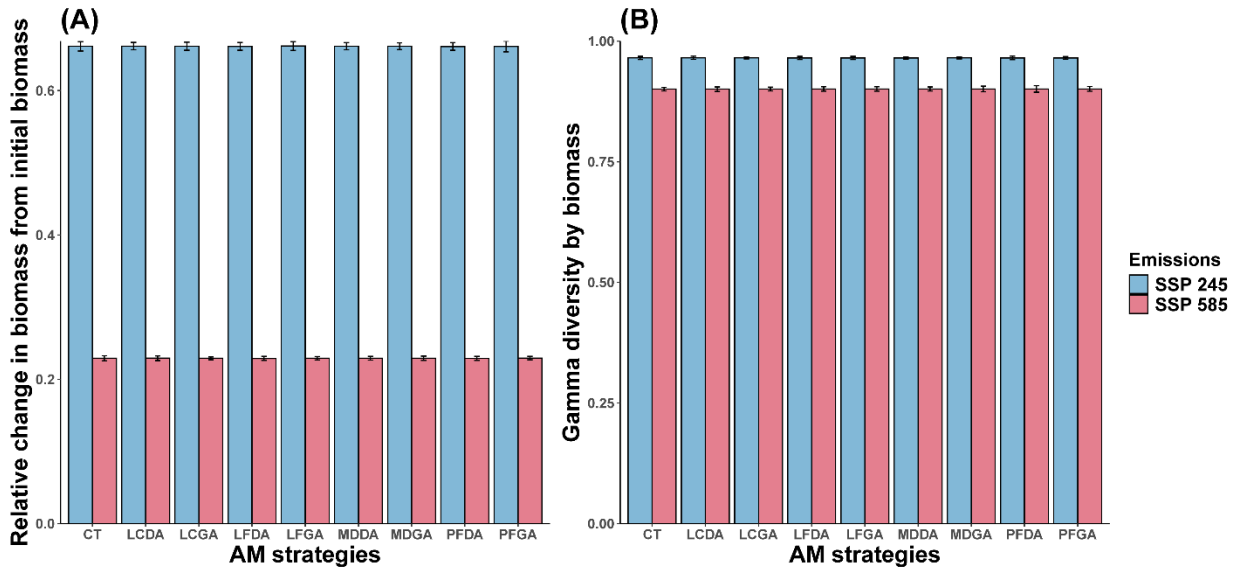 (A)
Relative change in biomass from initial biomass
0.6
0.4
0.2
0.0
CT LCDA LCGA LFDA LFGA MDDA MDGA PFDA PFGA
AM strategies
(B)
Gamma diversity by biomass
1.00
0.75
0.50
0.25
0.00
CT LCDA LCGA LFDA LFGA MDDA MDGA PFDA PFGA
AM strategies
Emissions
SSP 245
SSP 585